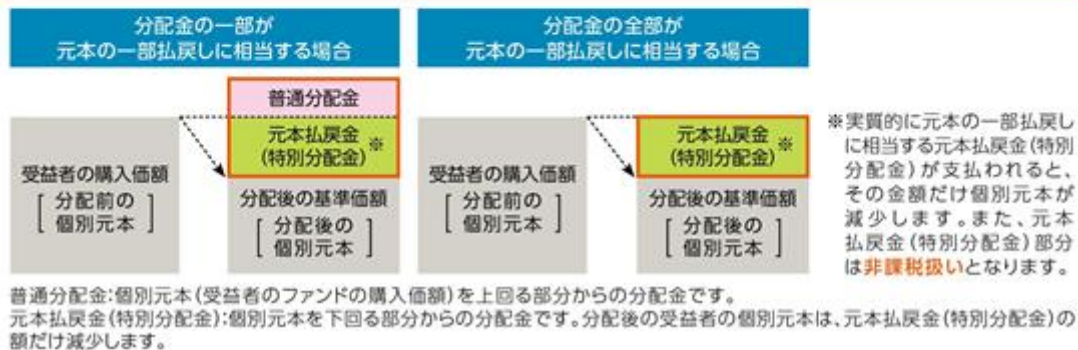 分配金の一部が
元本の一部払戻しに相当する場合
普通分配金
元本払戻金
(特別分配金)※
受益者の購入価額
[分配前の
個別元本]
分配後の基準価額
[分配後の
個別元本]
分配金の全部が
元本の一部払戻しに相当する場合
元本払戻金
(特別分配金)※
受益者の購入価額
[分配前の
個別元本]
分配後の基準価額
[分配後の
個別元本]
※実質的に元本の一部払戻し
に相当する元本払戻金(特別
分配金)が支払われると、
その金額だけ個別元本が
減少します。また、元本
払戻金(特別分配金)部分
は非課税扱いとなります。
普通分配金:個別元本(受益者のファンドの購入価額)を上回る部分からの分配金です。
元本払戻金(特別分配金):個別元本を下回る部分からの分配金です。分配後の受益者の個別元本は、元本払戻金(特別分配金)の
額だけ減少します。